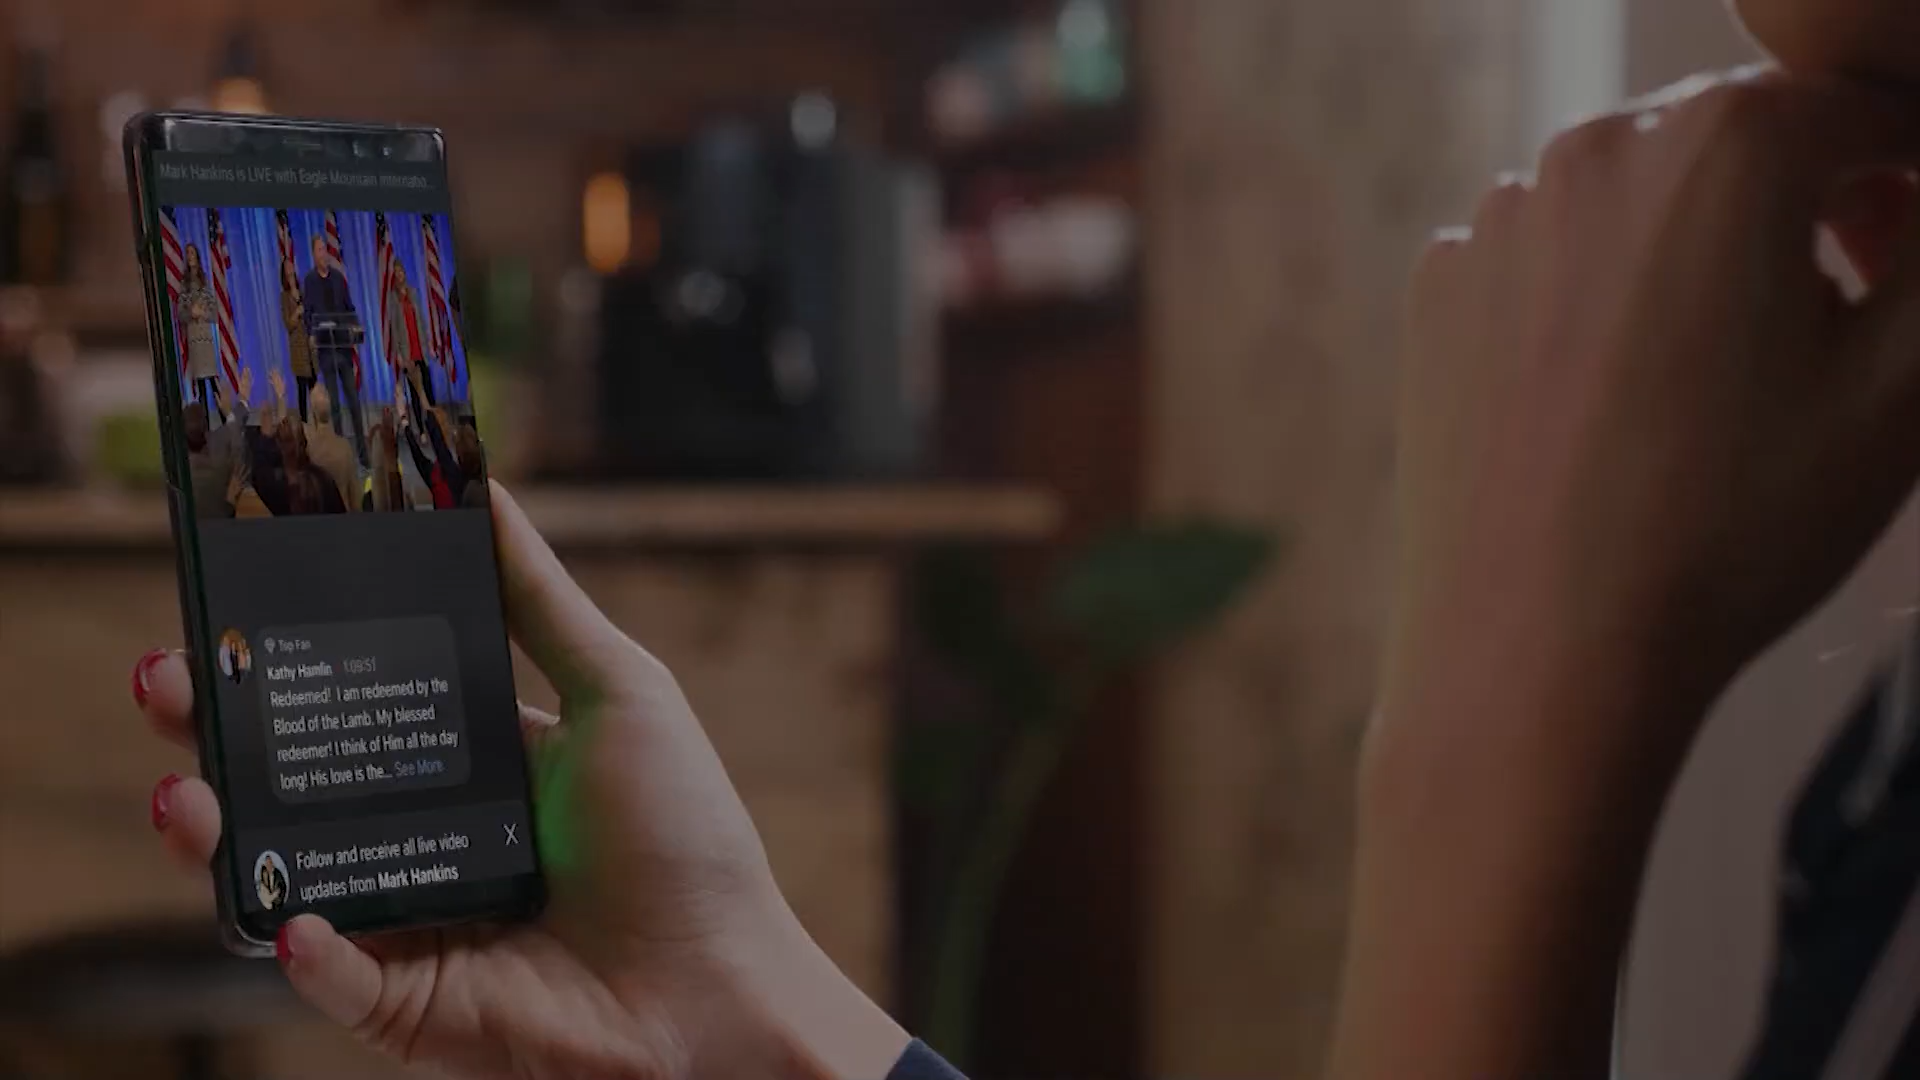 Mark Hankins is LIVE with Eagle Mountain Internatio...
Top Fan
Kathy Hamlin 1:09:51
Redeemed! I am redeemed by the
Blood of the Lamb. My blessed
redeemer! I think of Him all the day
long! His love is the... See More
Follow and receive all live video
updates from Mark Hankins